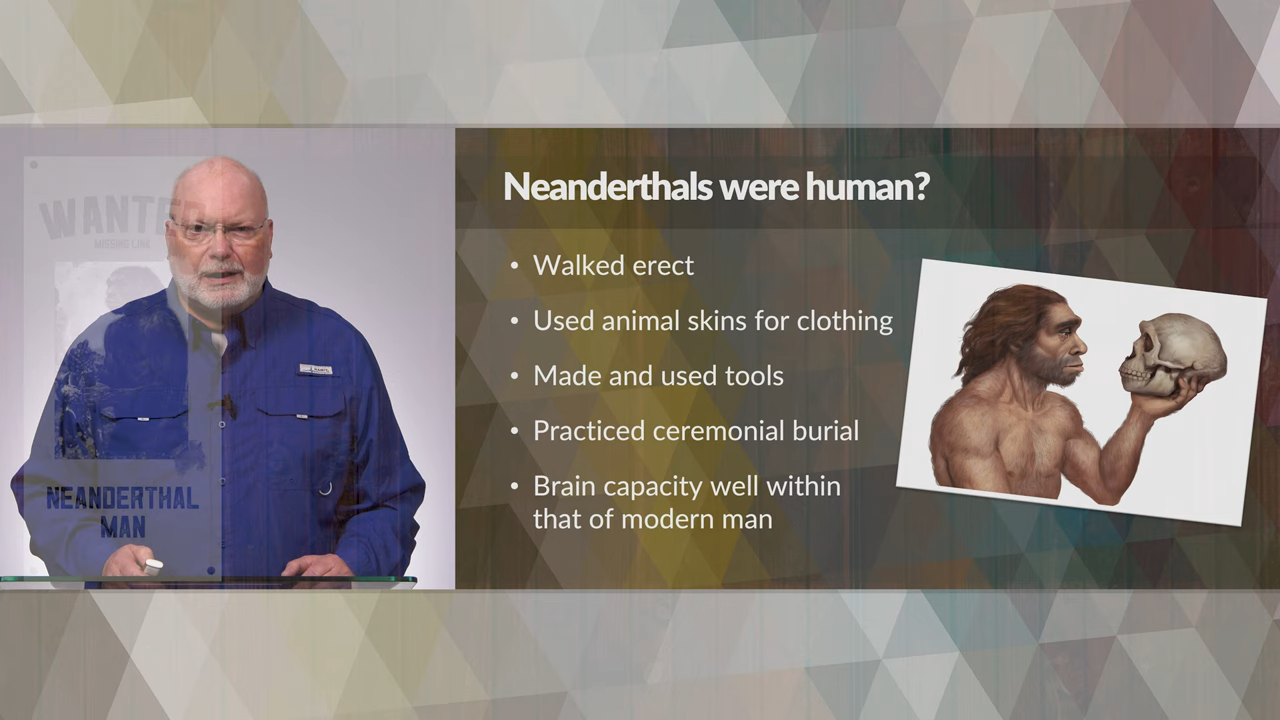 WANTED
MISSING LINK
NEANDERTHAL
MAN
Neanderthals were human?
• Walked erect
• Used animal skins for clothing
• Made and used tools
• Practiced ceremonial burial
• Brain capacity well within
that of modern man